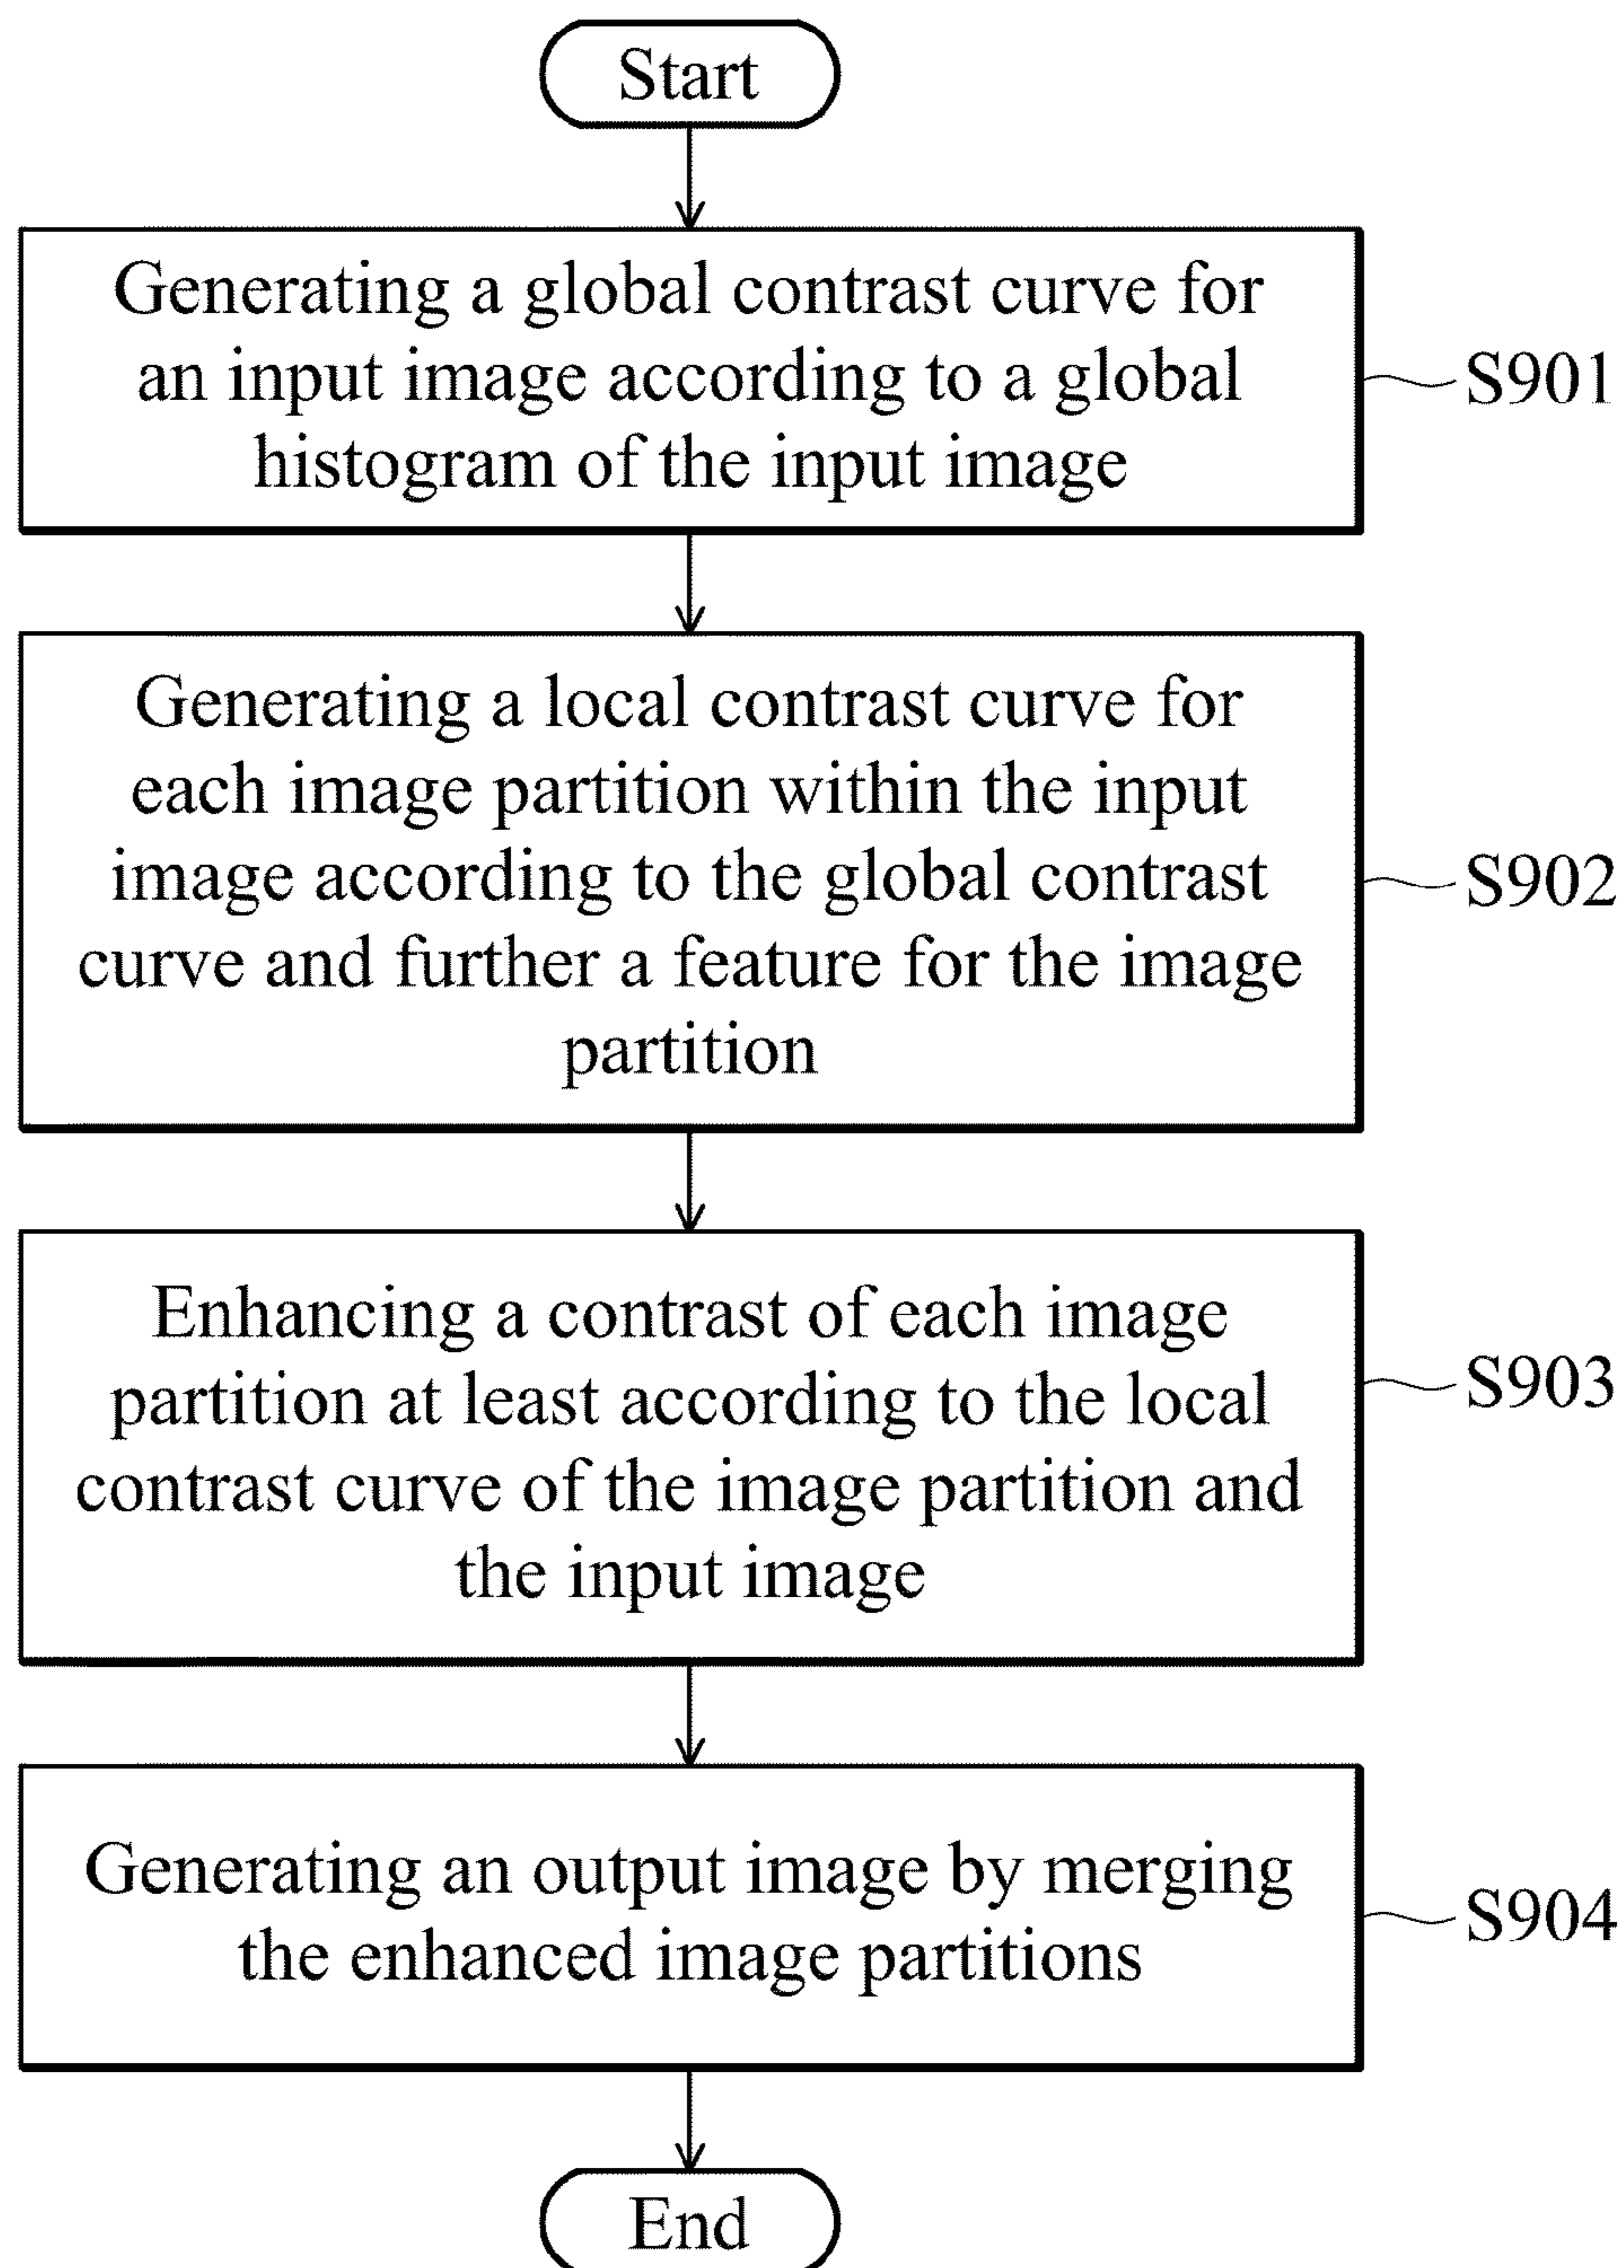 Start
Generating a global contrast curve for
an input image according to a global
histogram of the input image
S901
Generating a local contrast curve for
each image partition within the input
image according to the global contrast
curve and further a feature for the image
partition
S902
Enhancing a contrast of each image
partition at least according to the local
contrast curve of the image partition and
the input image
S903
Generating an output image by merging
the enhanced image partitions
S904
End